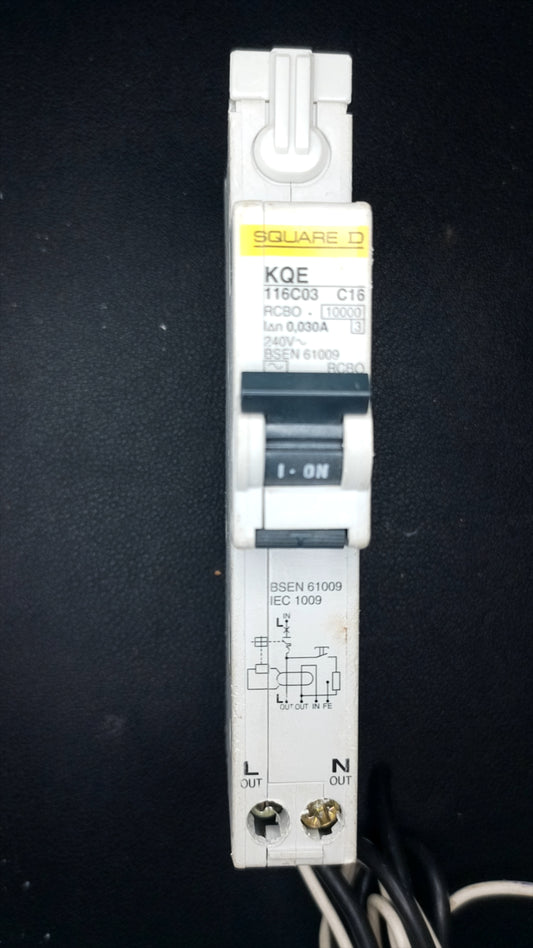 SQUARE D
KQE
116C03 C16
RCBO - 10000
I∆n 0,030A 3
240V~
BSEN 61009
RCBO
I · ON
BSEN 61009
IEC 1009
IN
L
L
OUT OUT IN FE
L N
OUT OUT